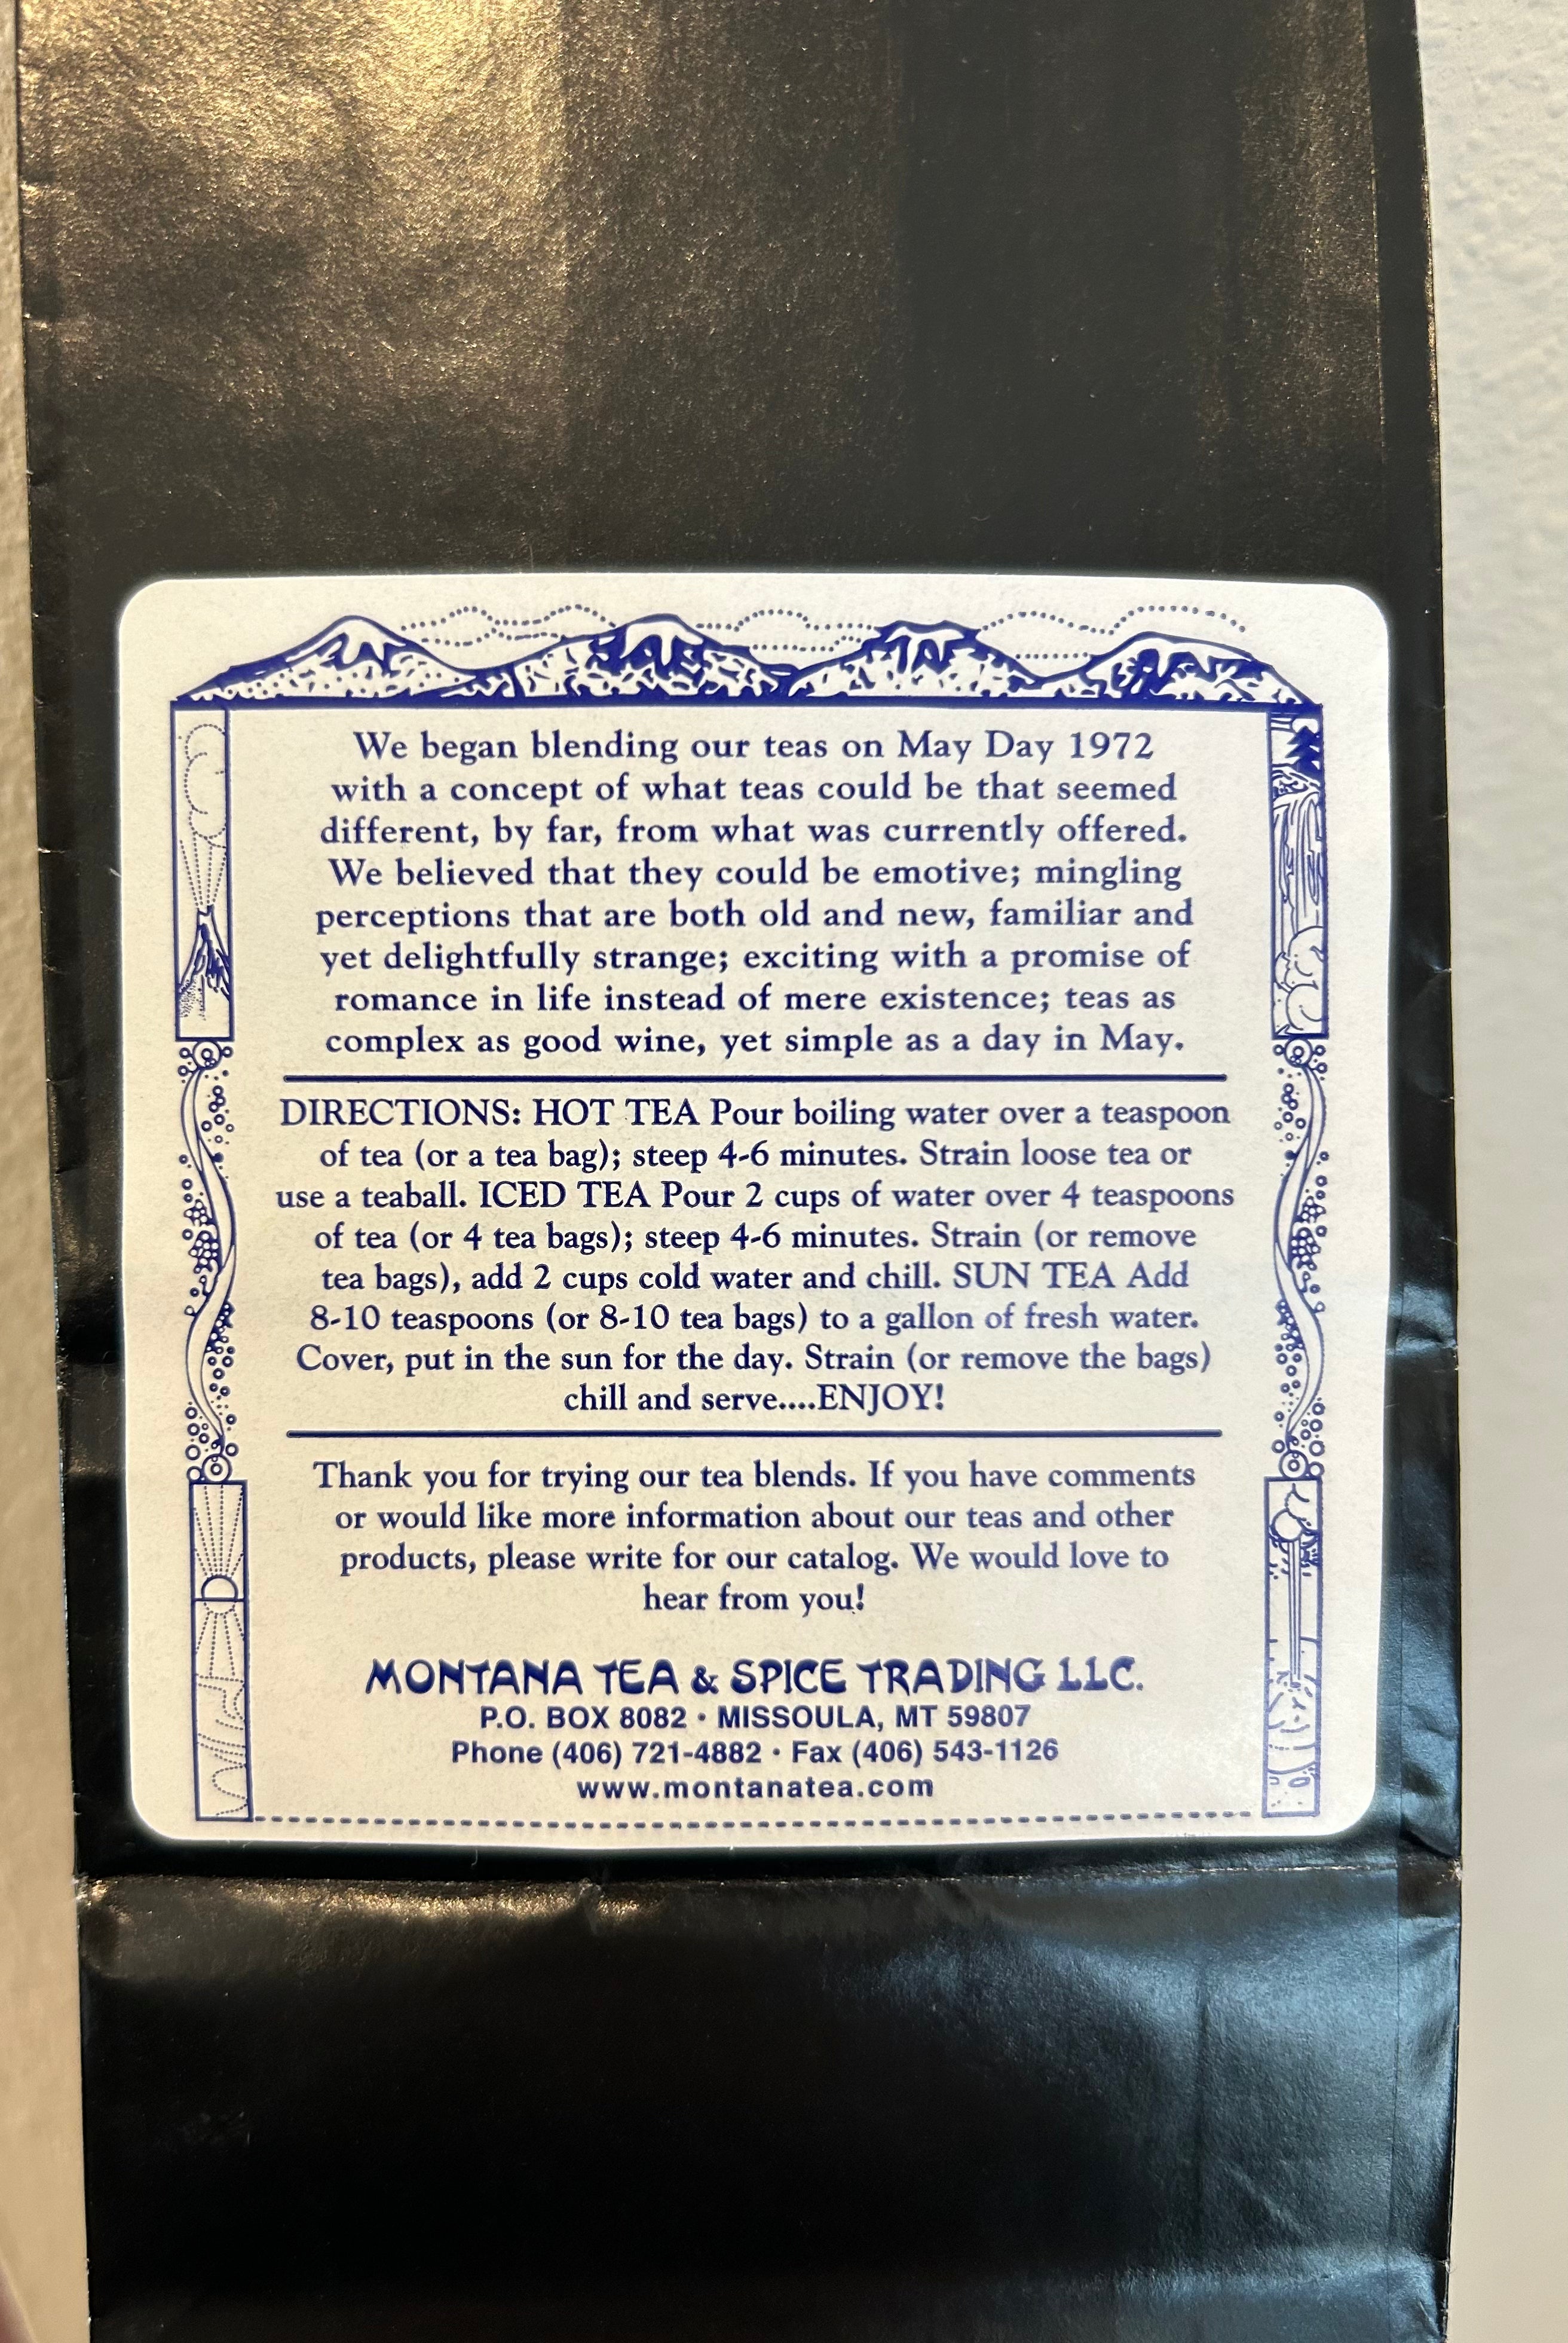 We began blending our teas on May Day 1972
with a concept of what teas could be that seemed
different, by far, from what was currently offered.
We believed that they could be emotive; mingling
perceptions that are both old and new, familiar and
yet delightfully strange; exciting with a promise of
romance in life instead of mere existence; teas as
complex as good wine, yet simple as a day in May.
DIRECTIONS: HOT TEA Pour boiling water over a teaspoon
of tea (or a tea bag); steep 4-6 minutes. Strain loose tea or
use a teaball. ICED TEA Pour 2 cups of water over 4 teaspoons
of tea (or 4 tea bags); steep 4-6 minutes. Strain (or remove
tea bags), add 2 cups cold water and chill. SUN TEA Add
8-10 teaspoons (or 8-10 tea bags) to a gallon of fresh water.
Cover, put in the sun for the day. Strain (or remove the bags)
chill and serve....ENJOY!
Thank you for trying our tea blends. If you have comments
or would like more information about our teas and other
products, please write for our catalog. We would love to
hear from you!
MONTANA TEA & SPICE TRADING LLC.
P.O. BOX 8082 • MISSOULA, MT 59807
Phone (406) 721-4882 • Fax (406) 543-1126
www.montanatea.com